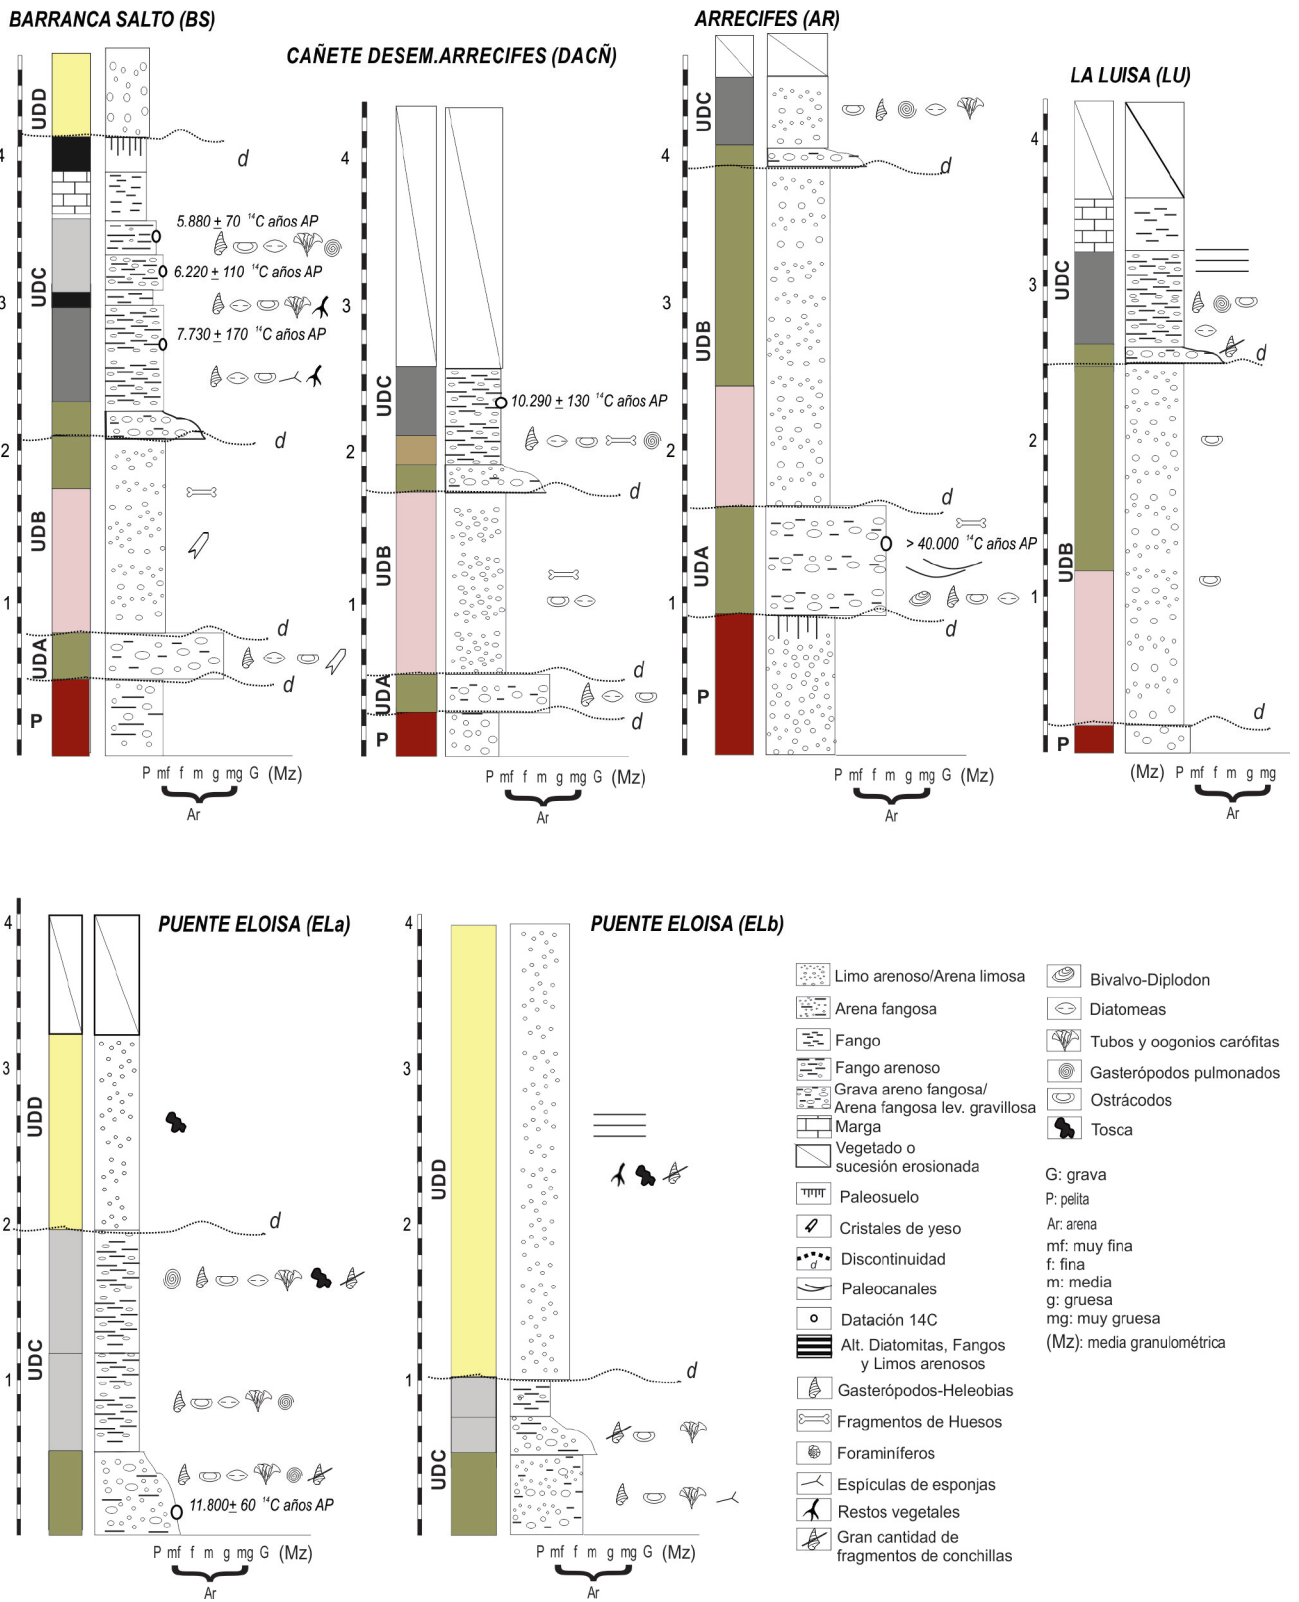 BARRANCA SALTO (BS)
UDD
4
d
5.880 ± 70 ¹⁴C años AP
6.220 ± 110 ¹⁴C años AP
UDC
3
7.730 ± 170 ¹⁴C años AP
2
d
UDB
1
d
UDA
d
P
P mf f m g mg G (Mz)
Ar
CAÑETE DESEM.ARRECIFES (DACÑ)
4
3
UDC
10.290 ± 130 ¹⁴C años AP
2
d
UDB
1
d
UDA
d
P
P mf f m g mg G (Mz)
Ar
ARRECIFES (AR)
UDC
4
d
3
UDB
2
d
> 40.000 ¹⁴C años AP
UDA
1
d
P
P mf f m g mg G (Mz)
Ar
LA LUISA (LU)
4
UDC
3
d
2
UDB
1
d
P
(Mz) P mf f m g mg
Ar
PUENTE ELOISA (ELa)
4
3
UDD
2
d
UDC
1
11.800± 60 ¹⁴C años AP
P mf f m g mg G (Mz)
Ar
PUENTE ELOISA (ELb)
4
3
UDD
2
d
1
UDC
P mf f m g mg G (Mz)
Ar
Limo arenoso/Arena limosa
Arena fangosa
Fango
Fango arenoso
Grava areno fangosa/
Arena fangosa lev. gravillosa
Marga
Vegetado o
sucesión erosionada
Paleosuelo
Cristales de yeso
d
Discontinuidad
Paleocanales
Datación 14C
Alt. Diatomitas, Fangos
y Limos arenosos
Gasterópodos-Heleobias
Fragmentos de Huesos
Foraminíferos
Espículas de esponjas
Restos vegetales
Gran cantidad de
fragmentos de conchillas
Bivalvo-Diplodon
Diatomeas
Tubos y oogonios carófitas
Gasterópodos pulmonados
Ostrácodos
Tosca
G: grava
P: pelita
Ar: arena
mf: muy fina
f: fina
m: media
g: gruesa
mg: muy gruesa
(Mz): media granulométrica